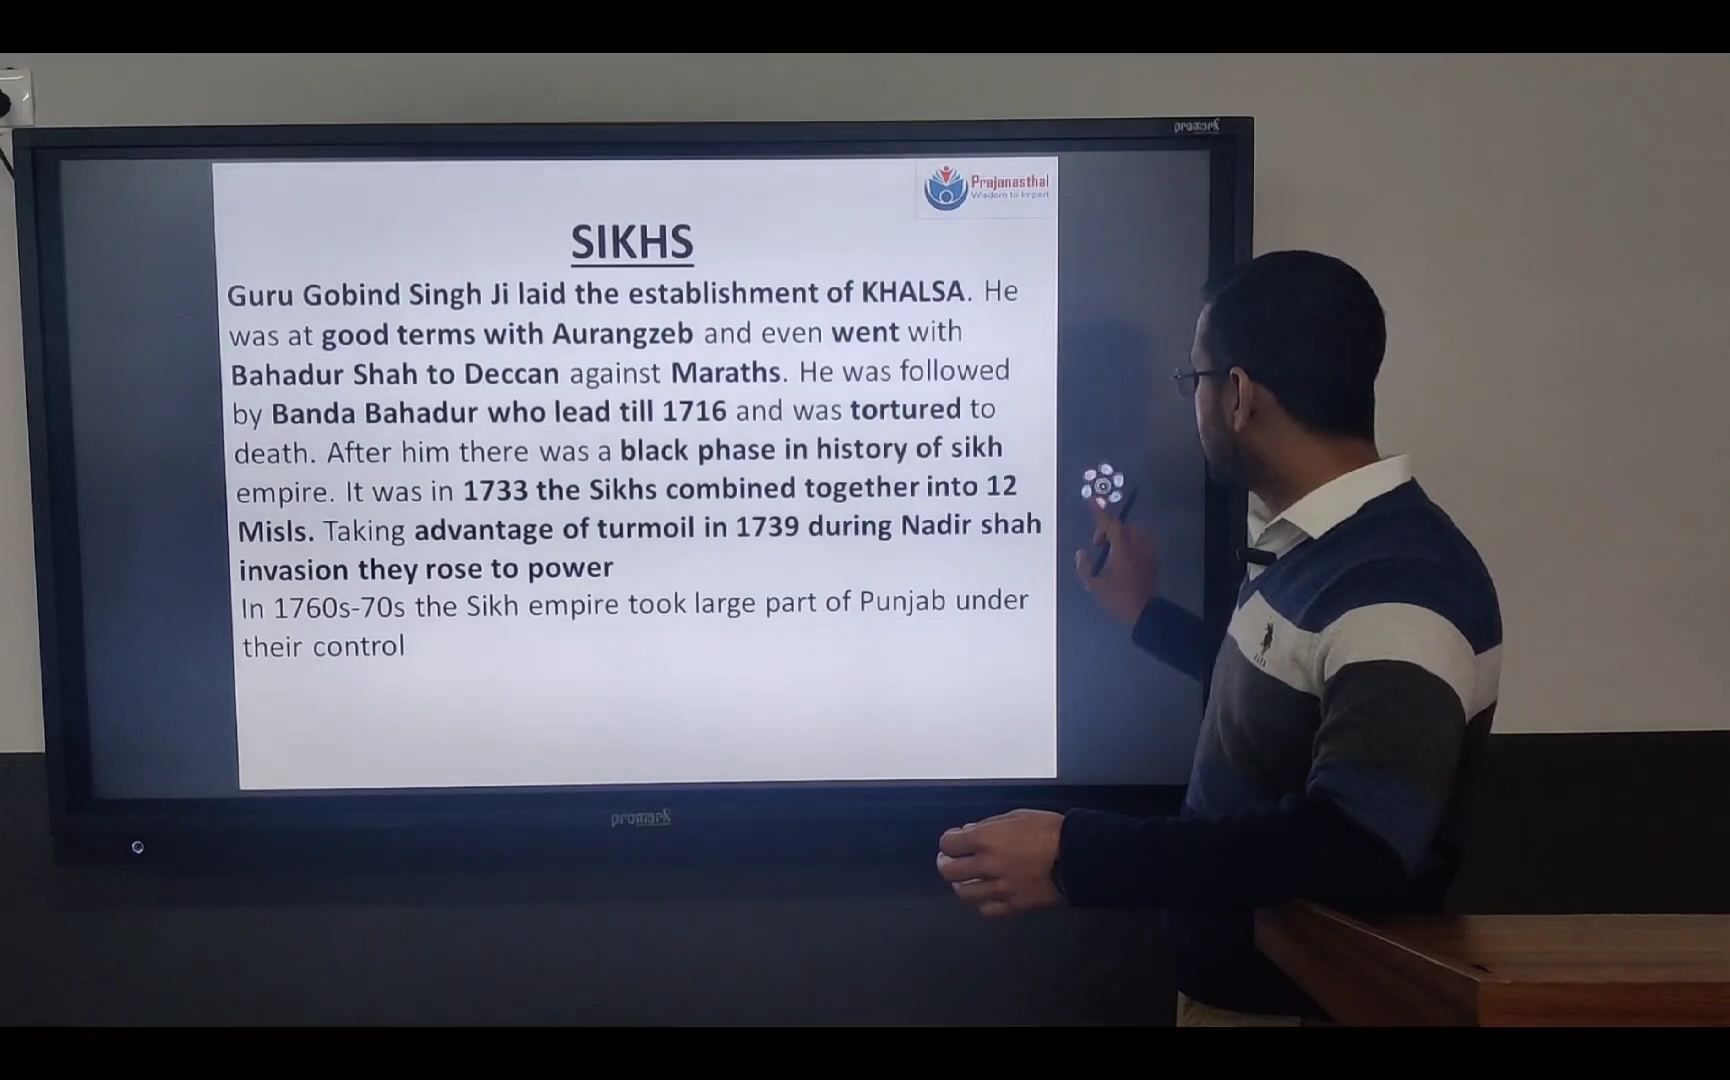 promark
Prajanasthal
Wisdom to Impart
SIKHS
Guru Gobind Singh Ji laid the establishment of KHALSA. He
was at good terms with Aurangzeb and even went with
Bahadur Shah to Deccan against Maraths. He was followed
by Banda Bahadur who lead till 1716 and was tortured to
death. After him there was a black phase in history of sikh
empire. It was in 1733 the Sikhs combined together into 12
Misls. Taking advantage of turmoil in 1739 during Nadir shah
invasion they rose to power
In 1760s-70s the Sikh empire took large part of Punjab under
their control
promark